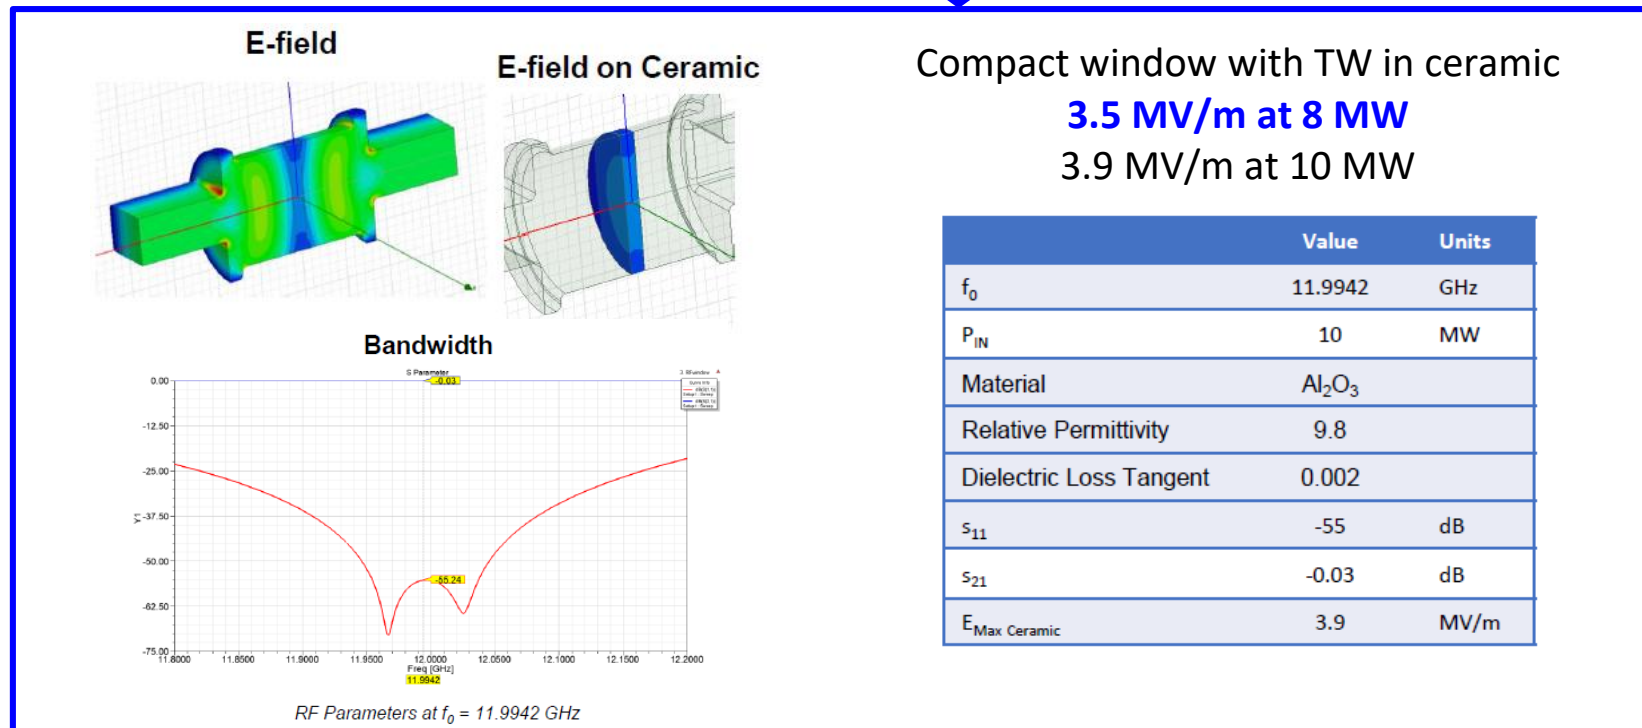 E-field
E-field on Ceramic
Compact window with TW in ceramic
3.5 MV/m at 8 MW
3.9 MV/m at 10 MW
Value Units
f0 11.9942 GHz
PIN 10 MW
Material Al2O3
Relative Permittivity 9.8
Dielectric Loss Tangent 0.002
s11 -55 dB
s21 -0.03 dB
EMax Ceramic 3.9 MV/m
Bandwidth
S Parameter
-0.03
0.00
-12.50
-25.00
-37.50
Y1
-50.00
-55.24
-62.50
-75.00
11.8000 11.8500 11.9000 11.9500 12.0000 12.0500 12.1000 12.1500 12.2000
Freq [GHz]
11.9942
RF Parameters at f0 = 11.9942 GHz